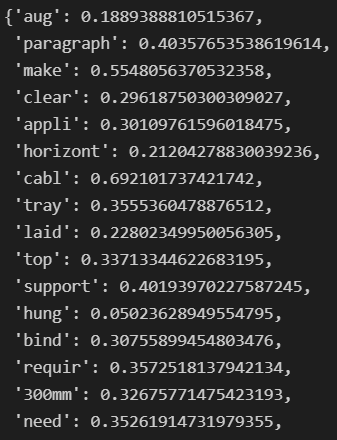 {'aug': 0.1889388810515367,
'paragraph': 0.40357653538619614,
'make': 0.5548056370532358,
'clear': 0.29618750300309027,
'appli': 0.30109761596018475,
'horizont': 0.21204278830039236,
'cabl': 0.692101737421742,
'tray': 0.3555360478876512,
'laid': 0.22802349950056305,
'top': 0.33713344622683195,
'support': 0.40193970227587245,
'hung': 0.05023628949554795,
'bind': 0.30755899454803476,
'requir': 0.3572518137942134,
'300mm': 0.32675771475423193,
'need': 0.35261914731979355,